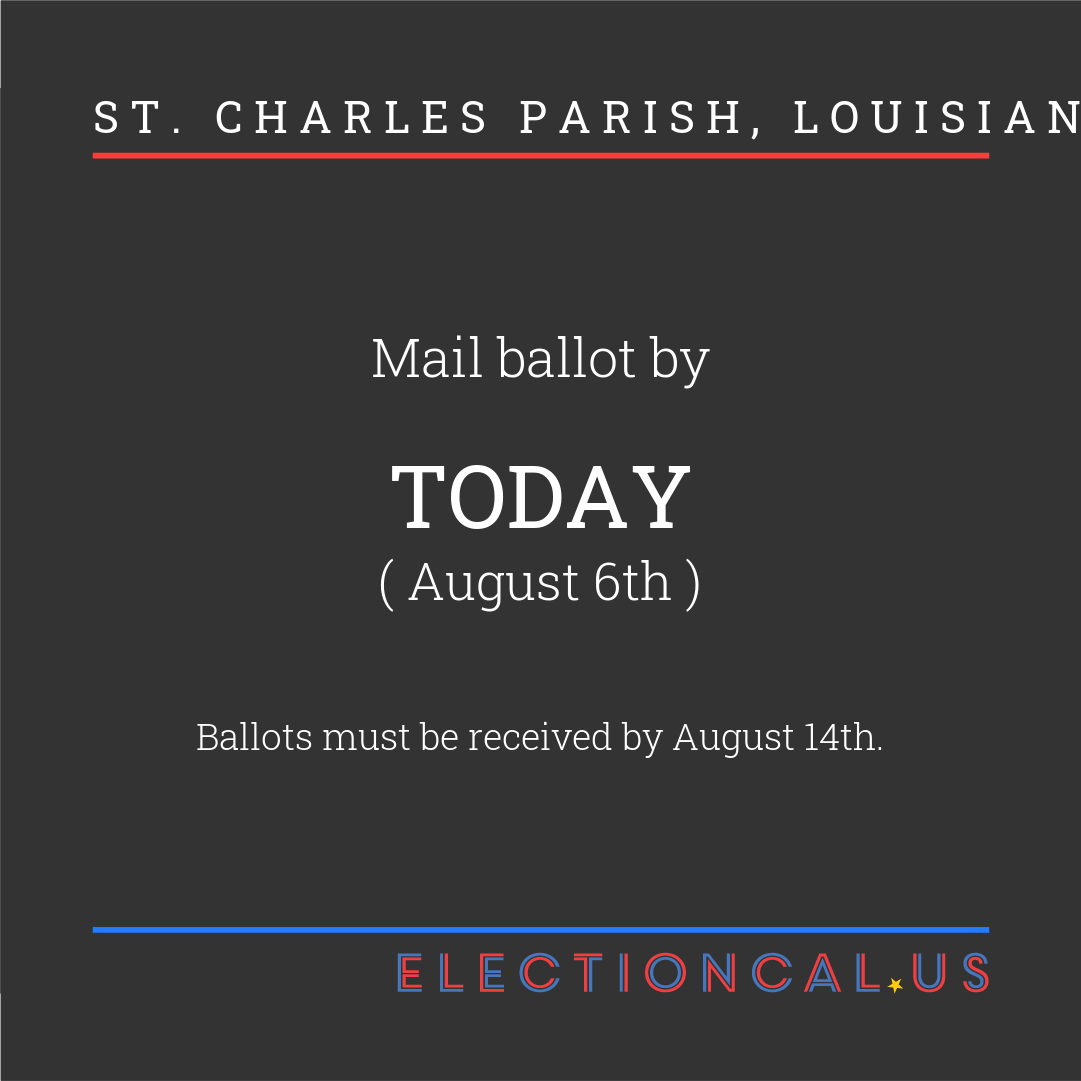 ST. CHARLES PARISH, LOUISIAN
Mail ballot by
TODAY
( August 6th )
Ballots must be received by August 14th.
ELECTIONCAL.US